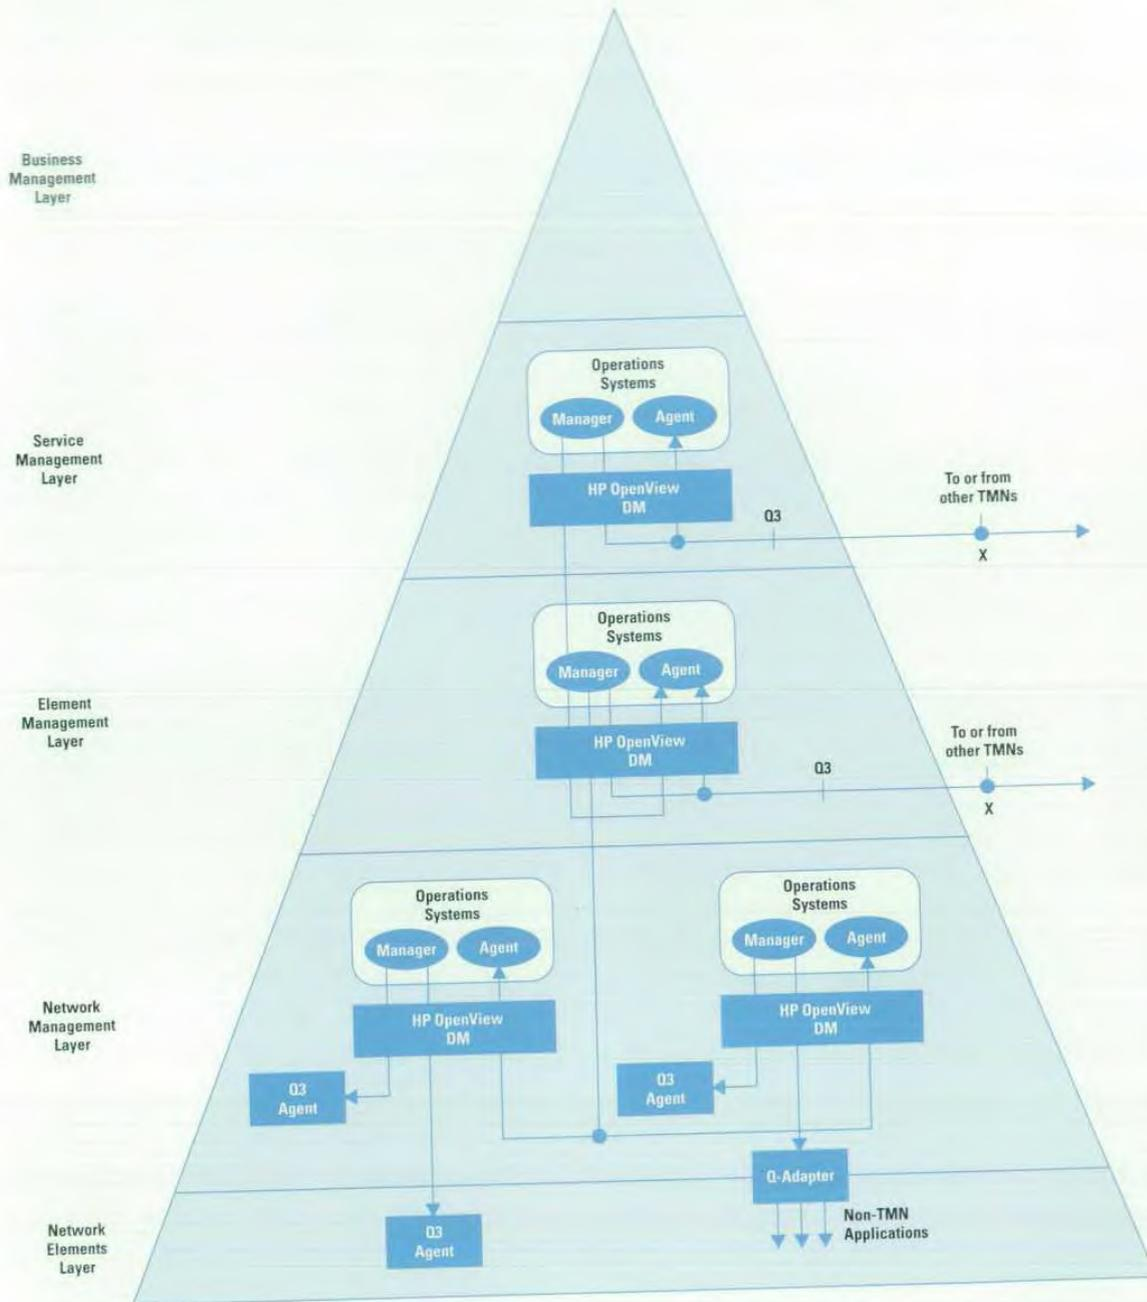 Business
Management
Layer
Operations
Systems
Manager
Agent
Service
Management
Layer
HP OpenView
DM
Q3
To or from
other TMNs
X
Operations
Systems
Manager
Agent
Element
Management
Layer
HP OpenView
DM
Q3
To or from
other TMNs
X
Operations
Systems
Manager
Agent
Operations
Systems
Manager
Agent
Network
Management
Layer
HP OpenView
DM
HP OpenView
DM
Q3
Agent
Q3
Agent
Q-Adapter
Network
Elements
Layer
Q3
Agent
Non-TMN
Applications